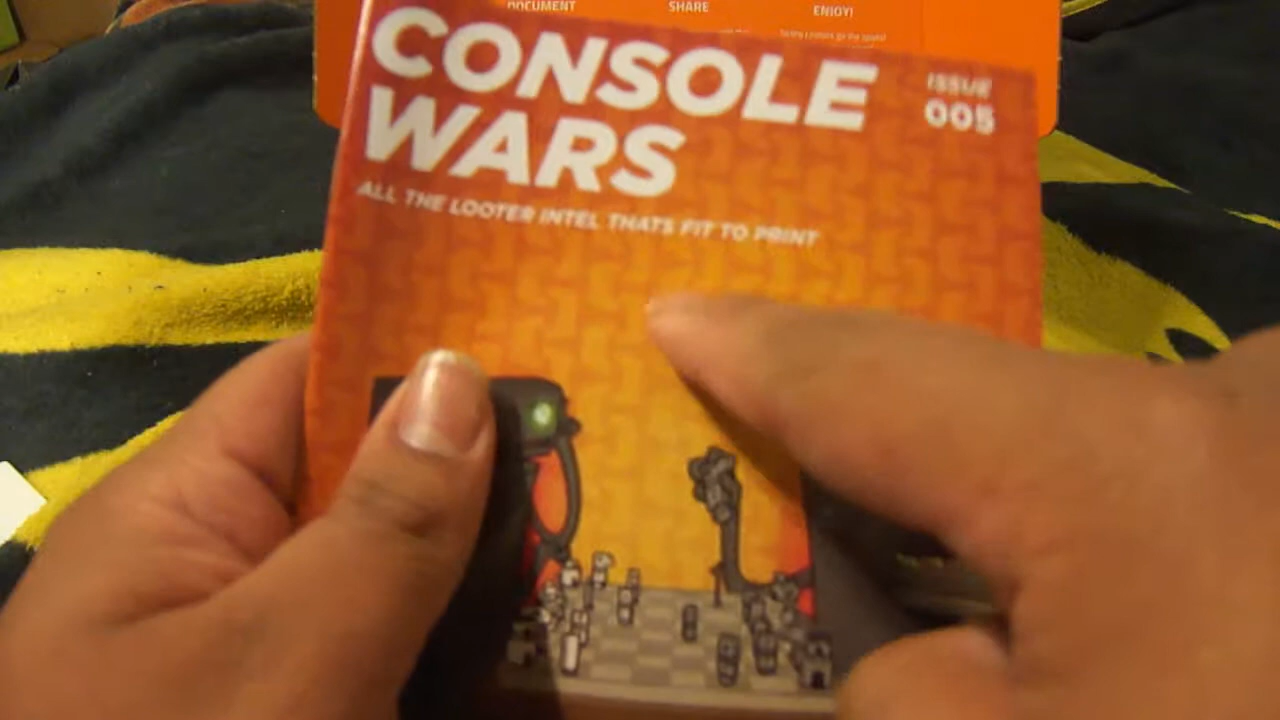 DOCUMENT SHARE ENJOY!
CONSOLE
WARS
ISSUE
005
ALL THE LOOTER INTEL THATS FIT TO PRINT